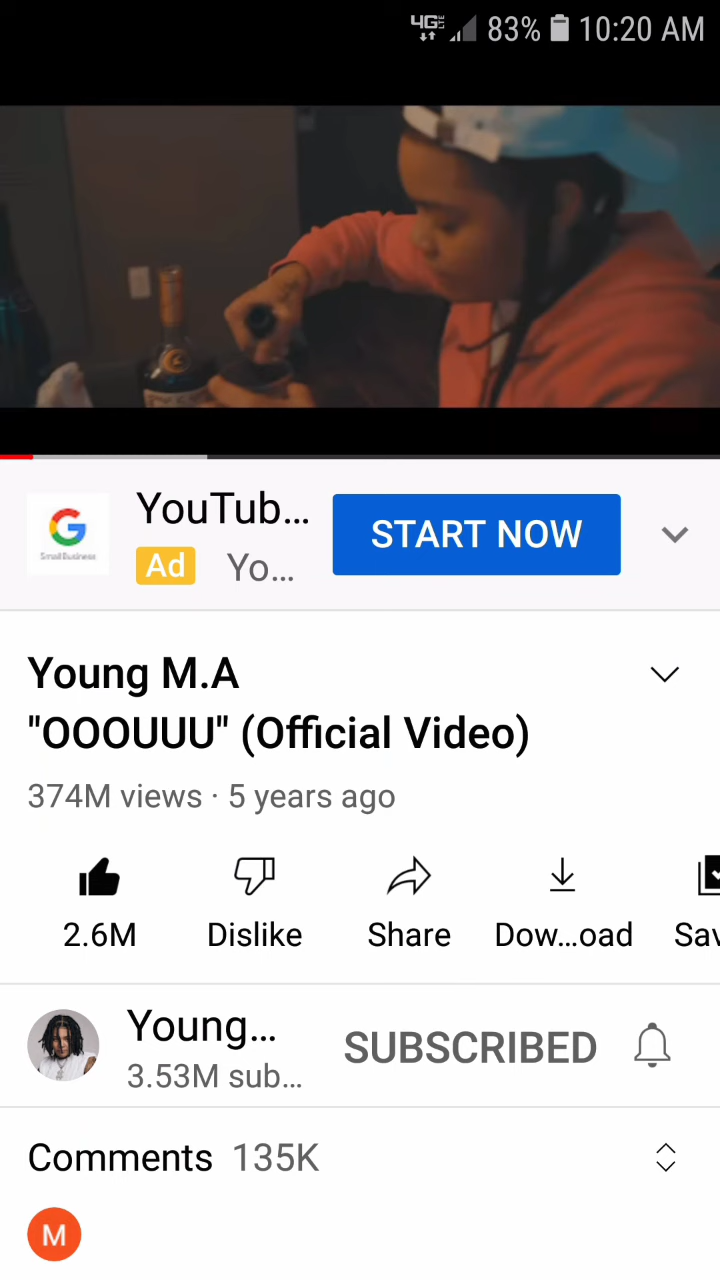 4G LTE 83% 10:20 AM
YouTub...
START NOW
Small Business
Ad Yo...
Young M.A
"OOOUUU" (Official Video)
374M views · 5 years ago
2.6M Dislike Share Dow...oad Sav
Young...
SUBSCRIBED
3.53M sub...
Comments 135K
M